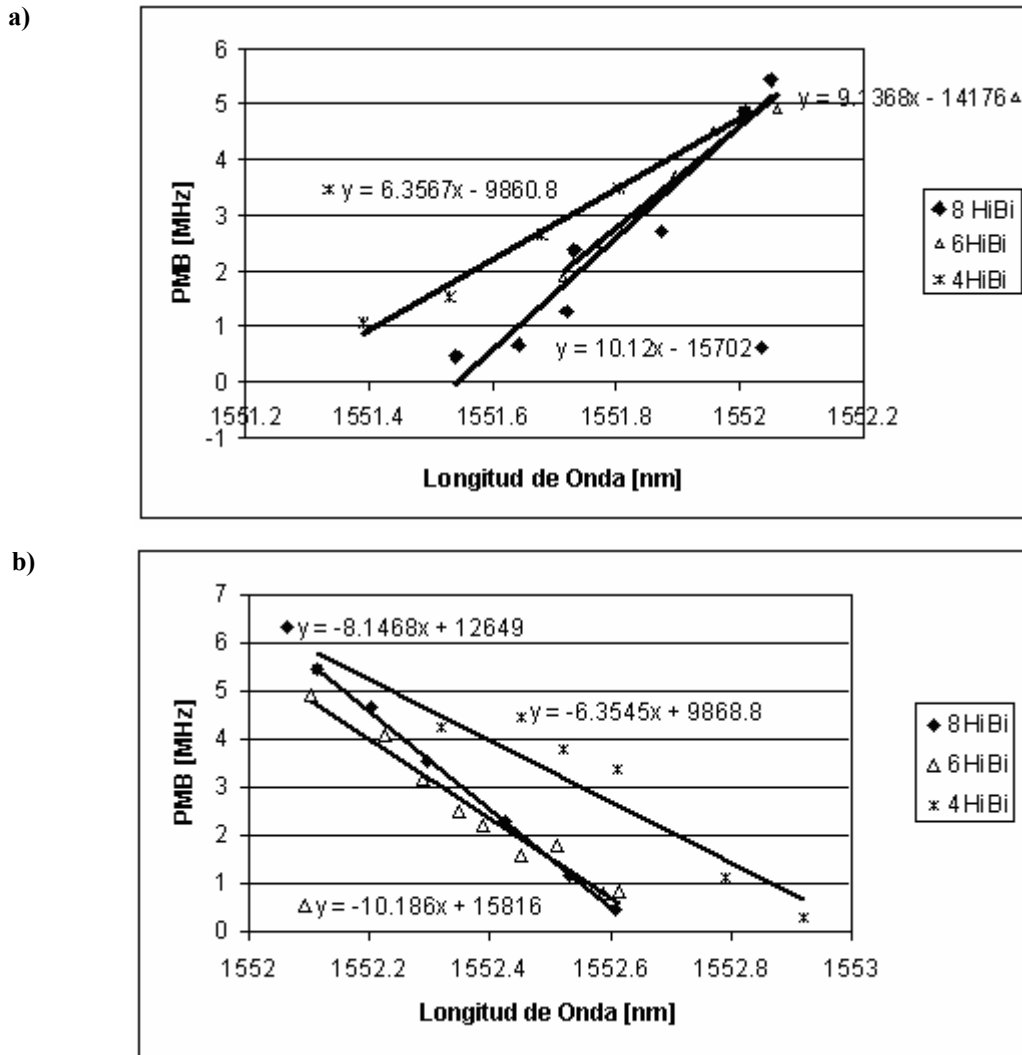 a)
6
5
4
3
2
1
0
-1
PMB [MHz]
y = 9.1368x - 14176
y = 6.3567x - 9860.8
y = 10.12x - 15702
1551.2 1551.4 1551.6 1551.8 1552 1552.2
Longitud de Onda [nm]
8 HiBi
6HiBi
4HiBi
b)
7
6
5
4
3
2
1
0
PMB [MHz]
y = -8.1468x + 12649
y = -6.3545x + 9868.8
y = -10.186x + 15816
1552 1552.2 1552.4 1552.6 1552.8 1553
Longitud de Onda [nm]
8HiBi
6HiBi
4HiBi